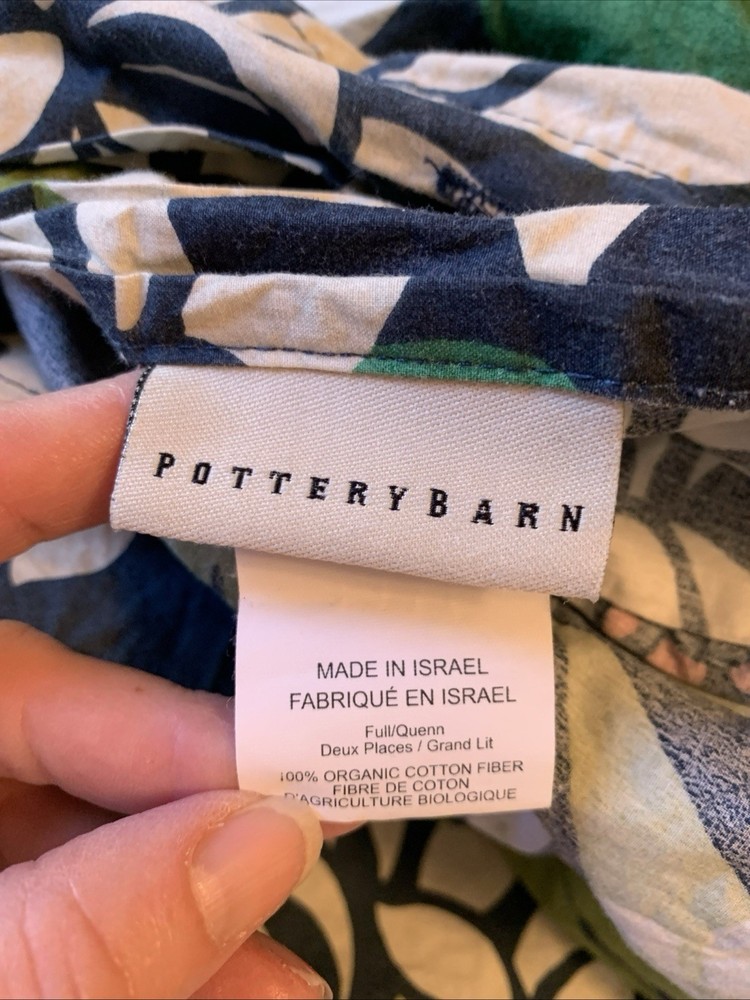 POTTERYBARN
MADE IN ISRAEL
FABRIQUÉ EN ISRAEL
Full/Quenn
Deux Places / Grand Lit
100% ORGANIC COTTON FIBER
FIBRE DE COTON
D'AGRICULTURE BIOLOGIQUE